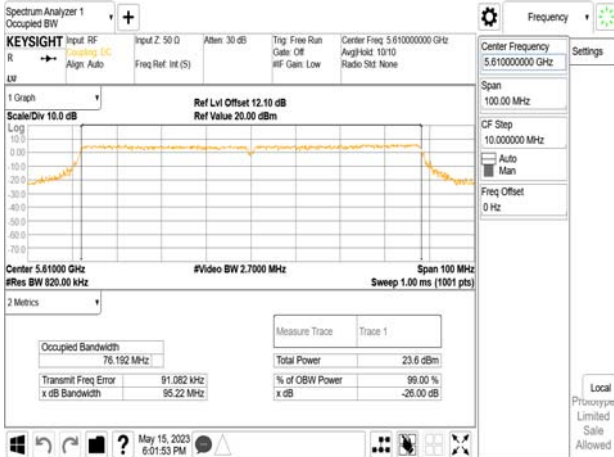 Spectrum Analyzer 1
Occupied BW
+
Frequency
KEYSIGHT
R
LXI
Input: RF
Coupling: DC
Align: Auto
Input Z: 50 Ω
Freq Ref: Int (S)
Atten: 30 dB
Trig: Free Run
Gate: Off
#IF Gain: Low
Center Freq: 5.610000000 GHz
Avg|Hold: 10/10
Radio Std: None
Center Frequency
5.610000000 GHz
Settings
Span
100.00 MHz
CF Step
10.000000 MHz
Auto
Man
Freq Offset
0 Hz
1 Graph
Scale/Div 10.0 dB
Ref Lvl Offset 12.10 dB
Ref Value 20.00 dBm
Log
10.0
0.00
-10.0
-20.0
-30.0
-40.0
-50.0
-60.0
-70.0
Center 5.61000 GHz
#Res BW 820.00 kHz
#Video BW 2.7000 MHz
Span 100 MHz
Sweep 1.00 ms (1001 pts)
2 Metrics
Measure Trace Trace 1
Occupied Bandwidth
76.192 MHz
Total Power 23.6 dBm
Transmit Freq Error 91.082 kHz
% of OBW Power 99.00 %
x dB Bandwidth 95.22 MHz
x dB -26.00 dB
Local
Prototype
Limited
Sale
Allowed
?
May 15, 2023
6:01:53 PM